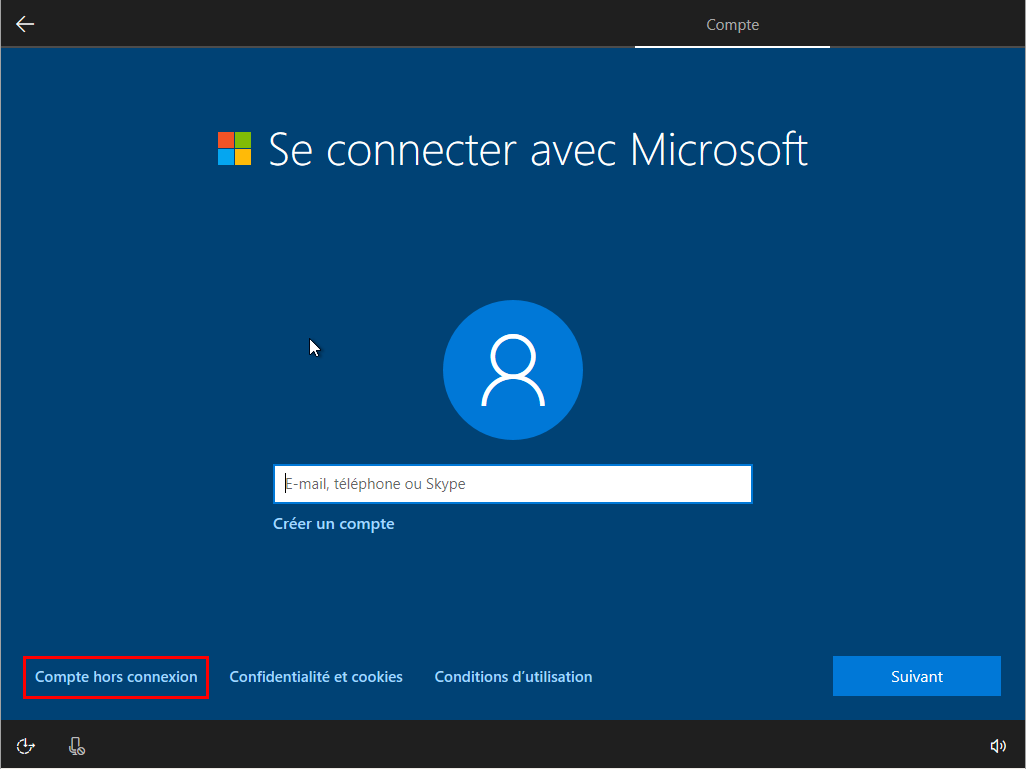 Compte
Se connecter avec Microsoft
E-mail, téléphone ou Skype
Créer un compte
Compte hors connexion
Confidentialité et cookies
Conditions d’utilisation
Suivant